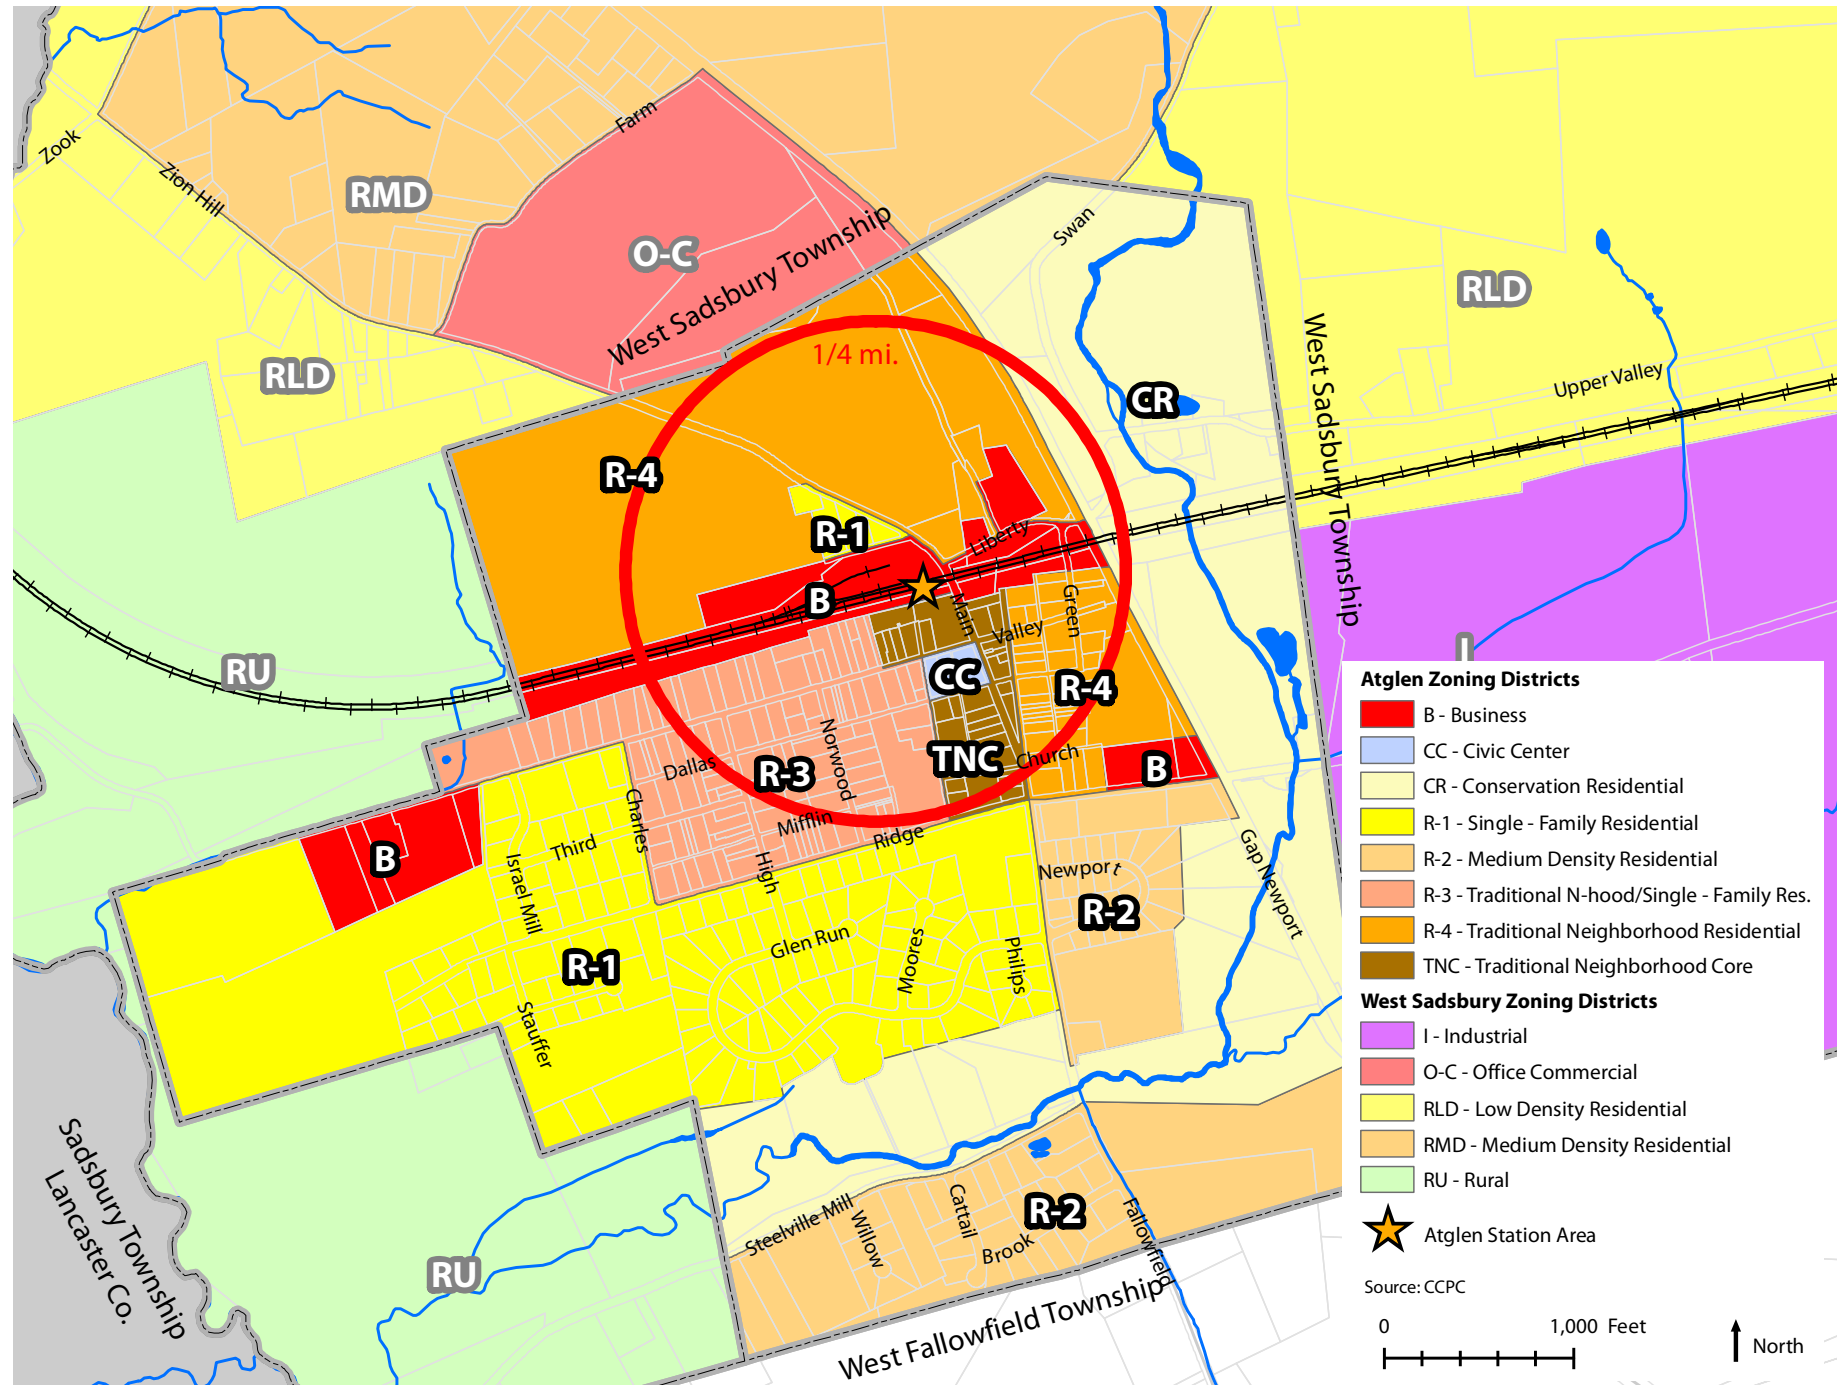 Zook
Zion Hill
RMD
Farm
O-C
West Sadsbury Township
Swan
RLD
RLD
1/4 mi.
CR
West Sadsbury Township
Upper Valley
R-4
R-1
Liberty
B
Main
Valley
Green
RU
CC
R-4
I
Norwood
Dallas
R-3
TNC
Church
B
Charles
Mifflin
Ridge
High
Third
Israel Mill
B
Newport
Gap Newport
R-2
Glen Run
Moores
Philips
R-1
Stauffer
Sadsbury Township
Lancaster Co.
RU
Steelville Mill
Willow
Cattail
Brook
R-2
Fallowfield
West Fallowfield Township
Atglen Zoning Districts
B - Business
CC - Civic Center
CR - Conservation Residential
R-1 - Single - Family Residential
R-2 - Medium Density Residential
R-3 - Traditional N-hood/Single - Family Res.
R-4 - Traditional Neighborhood Residential
TNC - Traditional Neighborhood Core
West Sadsbury Zoning Districts
I - Industrial
O-C - Office Commercial
RLD - Low Density Residential
RMD - Medium Density Residential
RU - Rural
Atglen Station Area
Source: CCPC
0 1,000 Feet
North